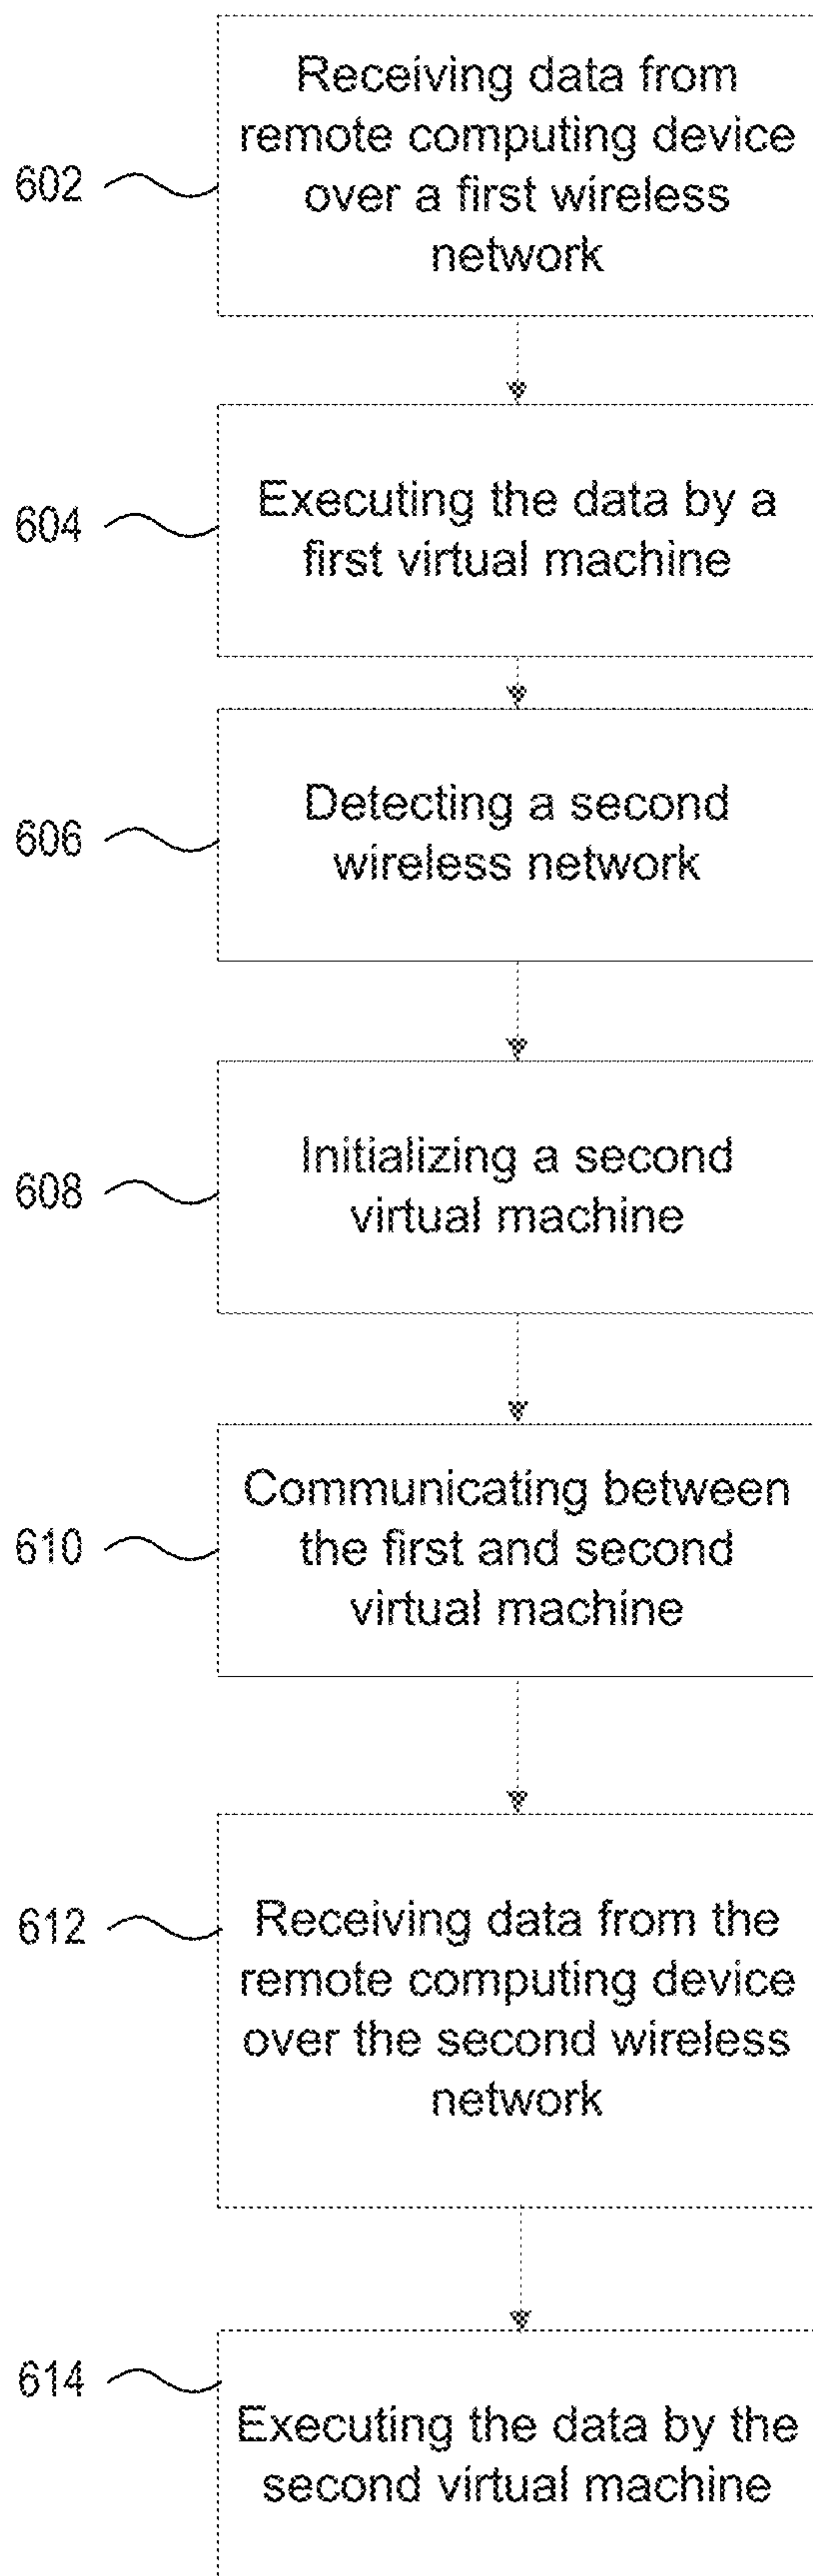 Receiving data from
remote computing device
602
over a first wireless
network
Executing the data by a
604
first virtual machine
Detecting a second
606
wireless network
Initializing a second
608
virtual machine
Communicating between
610
the first and second
virtual machine
612
Receiving data from the
remote computing device
over the second wireless
network
614
Executing the data by the
second virtual machine